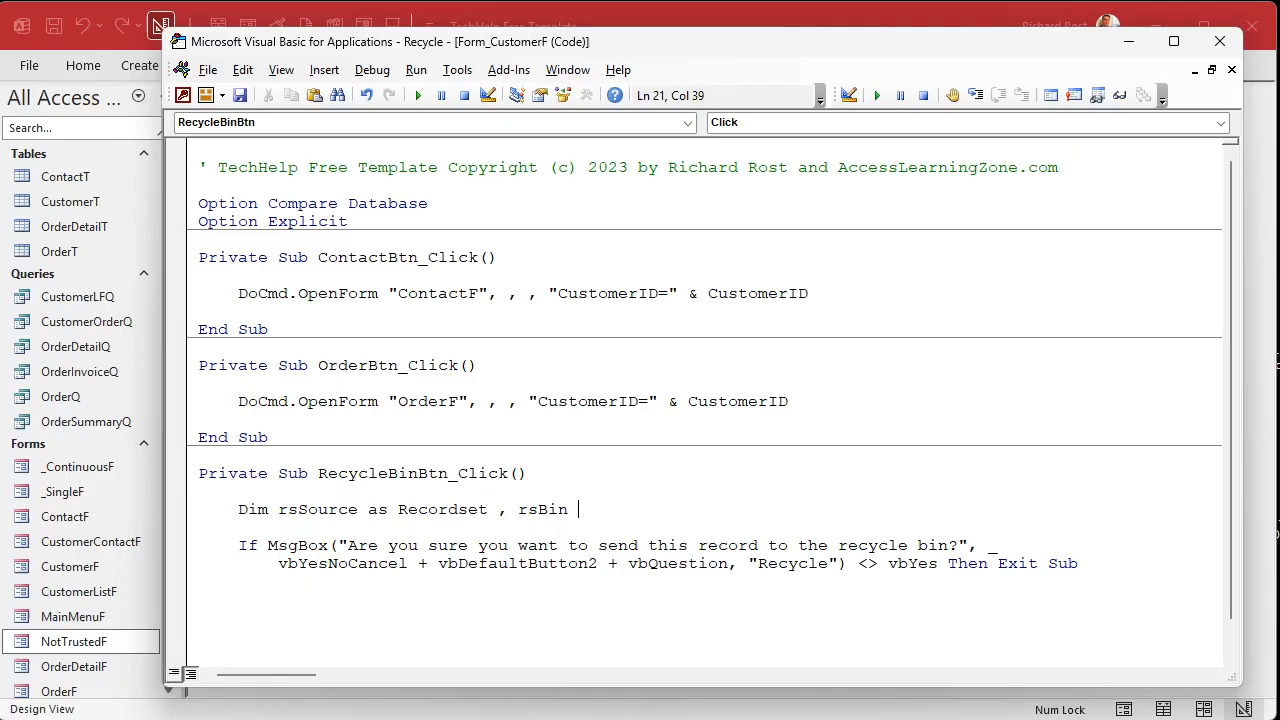 TechHelp Free Template
Richard Rost
Microsoft Visual Basic for Applications - Recycle - [Form_CustomerF (Code)]
File Home Create
File Edit View Insert Format Debug Run Tools Add-Ins Window Help
All Access ...
Ln 21, Col 39
Search...
RecycleBinBtn
Click
Tables
ContactT
CustomerT
OrderDetailT
OrderT
Queries
CustomerLFQ
CustomerOrderQ
OrderDetailQ
OrderInvoiceQ
OrderQ
OrderSummaryQ
Forms
_ContinuousF
_SingleF
ContactF
CustomerContactF
CustomerF
CustomerListF
MainMenuF
NotTrustedF
OrderDetailF
OrderF
' TechHelp Free Template Copyright (c) 2023 by Richard Rost and AccessLearningZone.com
Option Compare Database
Option Explicit
Private Sub ContactBtn_Click()
DoCmd.OpenForm "ContactF", , , "CustomerID=" & CustomerID
End Sub
Private Sub OrderBtn_Click()
DoCmd.OpenForm "OrderF", , , "CustomerID=" & CustomerID
End Sub
Private Sub RecycleBinBtn_Click()
Dim rsSource as Recordset , rsBin
If MsgBox("Are you sure you want to send this record to the recycle bin?", _
vbYesNoCancel + vbDefaultButton2 + vbQuestion, "Recycle") <> vbYes Then Exit Sub
Design View
Num Lock